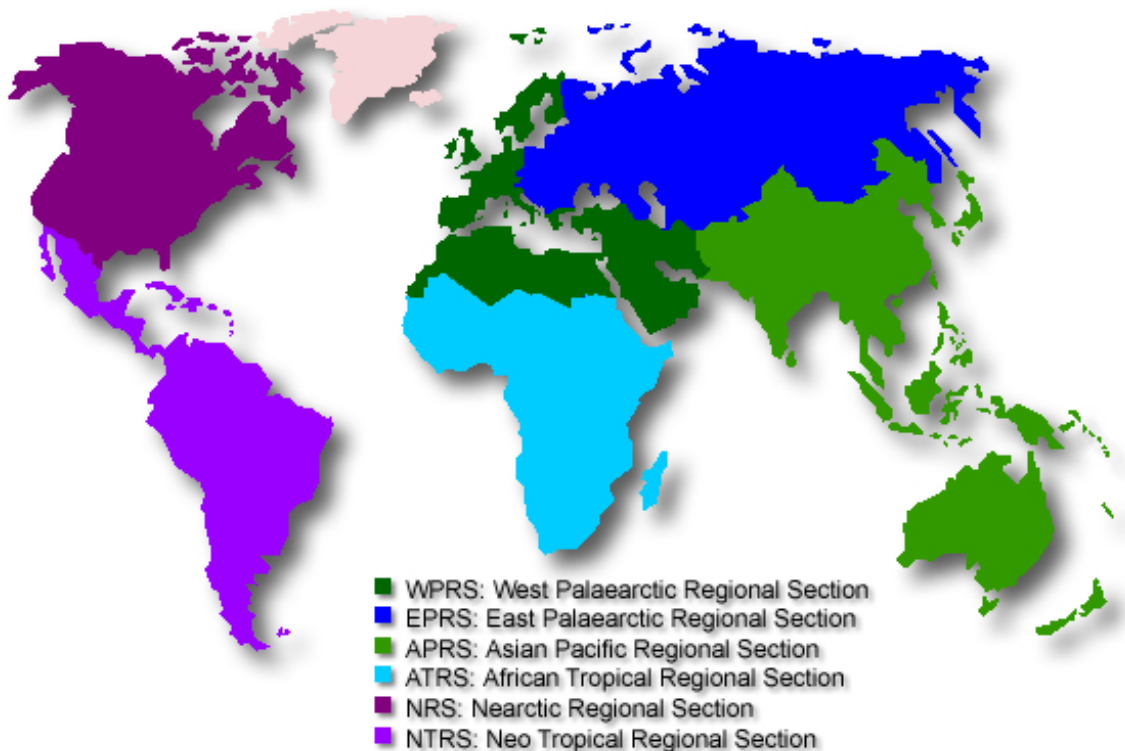 WPRS: West Palaearctic Regional Section
EPRS: East Palaearctic Regional Section
APRS: Asian Pacific Regional Section
ATRS: African Tropical Regional Section
NRS: Nearctic Regional Section
NTRS: Neo Tropical Regional Section